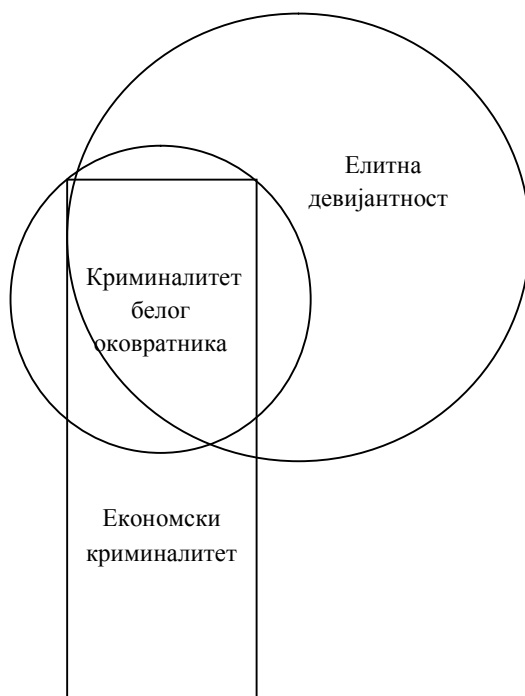 Елитна
девијантност
Криминалитет
белог
оковратника
Економски
криминалитет